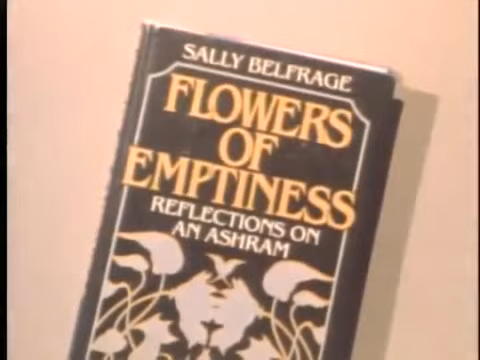 SALLY BELFRAGE
FLOWERS
OF
EMPTINESS
REFLECTIONS ON
AN ASHRAM